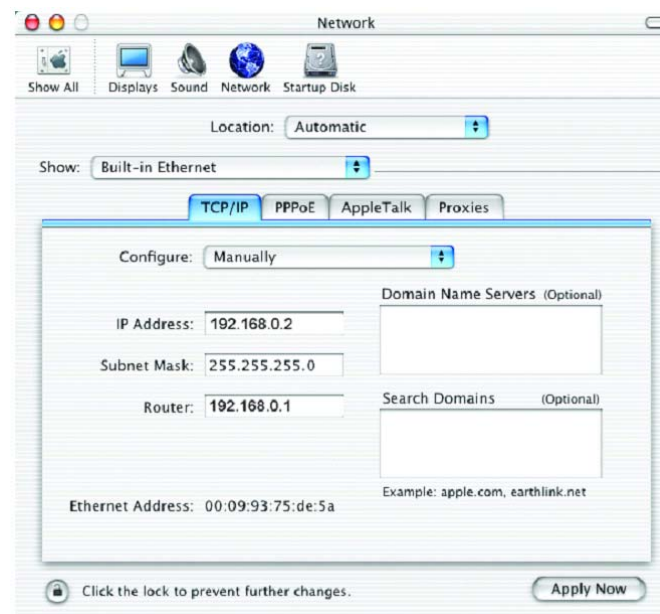 Network
Show All Displays Sound Network Startup Disk
Location: Automatic
Show: Built-in Ethernet
TCP/IP PPPoE AppleTalk Proxies
Configure: Manually
Domain Name Servers (Optional)
IP Address: 192.168.0.2
Subnet Mask: 255.255.255.0
Router: 192.168.0.1
Search Domains (Optional)
Example: apple.com, earthlink.net
Ethernet Address: 00:09:93:75:de:5a
Click the lock to prevent further changes.
Apply Now